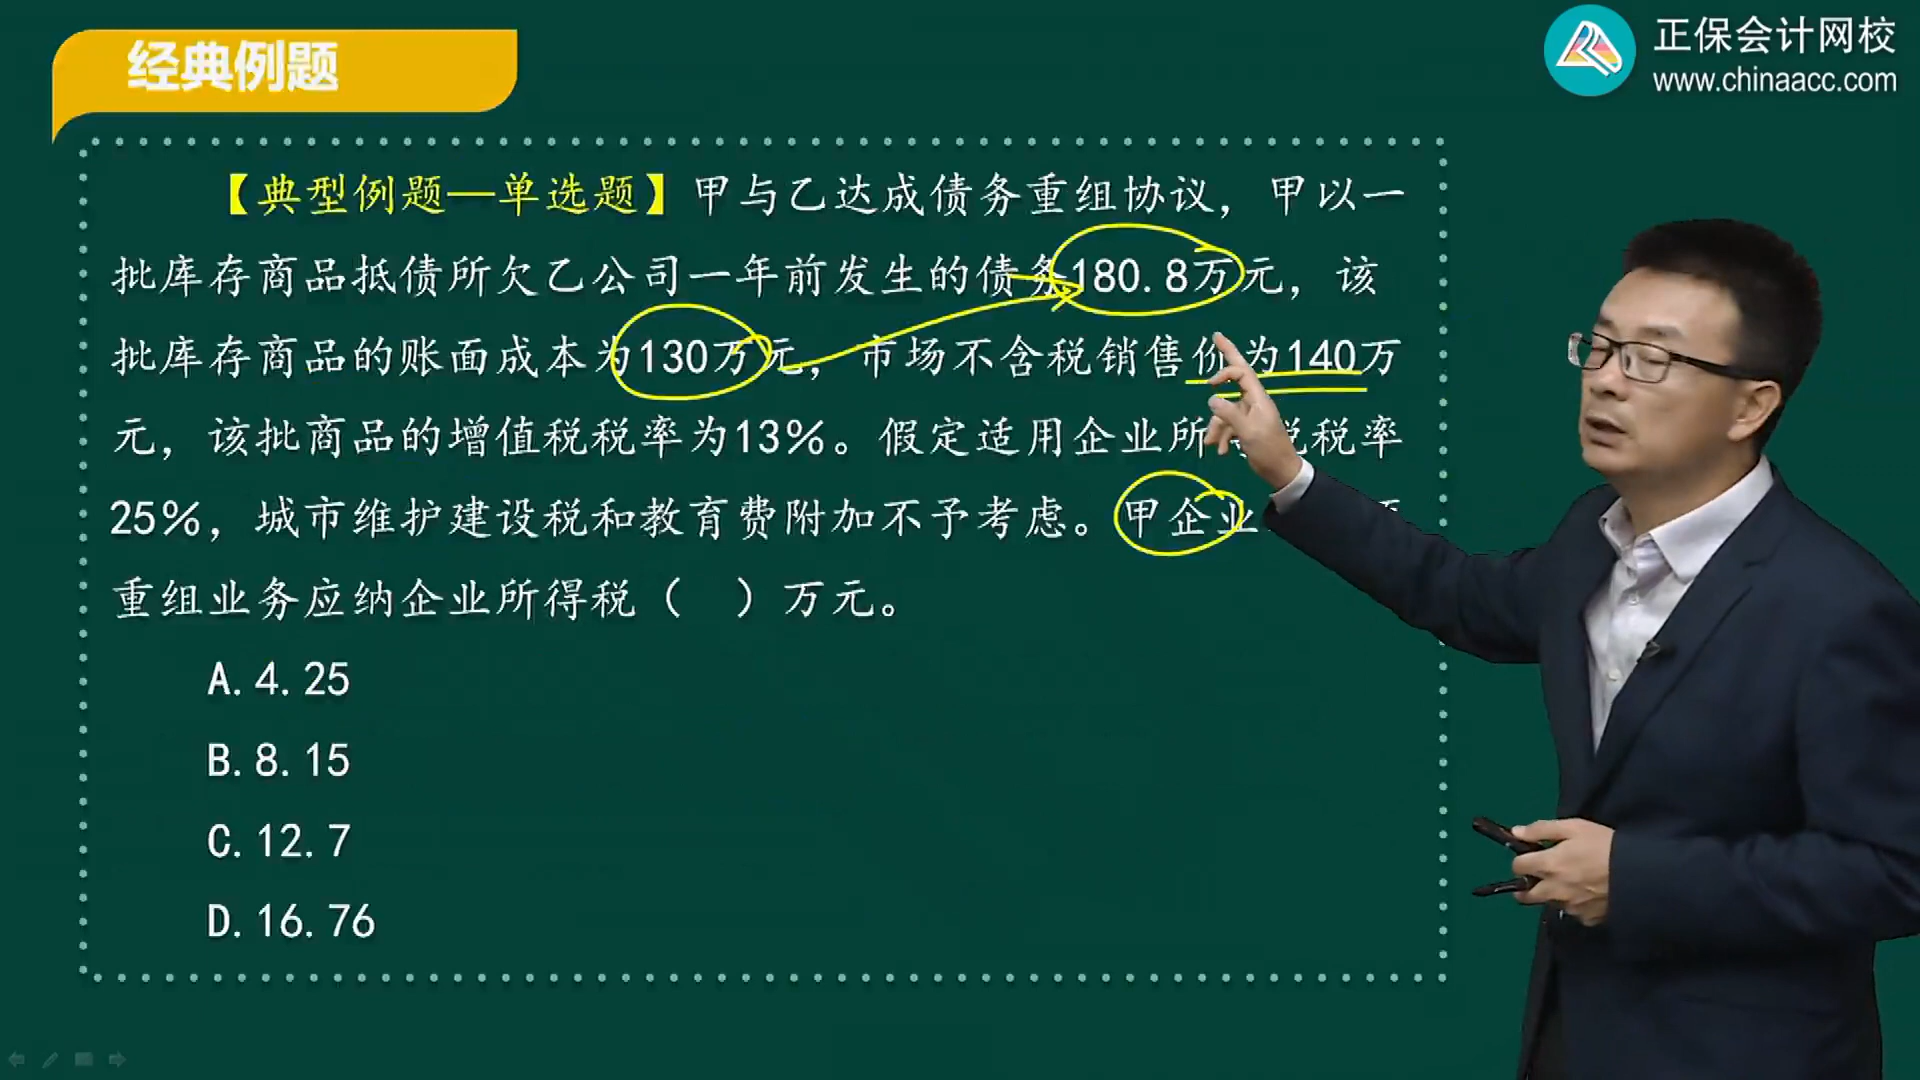 经典例题
正保会计网校
www.chinaacc.com
【典型例题—单选题】甲与乙达成债务重组协议，甲以一
批库存商品抵债所欠乙公司一年前发生的债务180.8万元，该
批库存商品的账面成本为130万元，市场不含税销售价为140万
元，该批商品的增值税税率为13%。假定适用企业所得税税率
25%，城市维护建设税和教育费附加不予考虑。甲企业
重组业务应纳企业所得税（ ）万元。
A.4.25
B.8.15
C.12.7
D.16.76